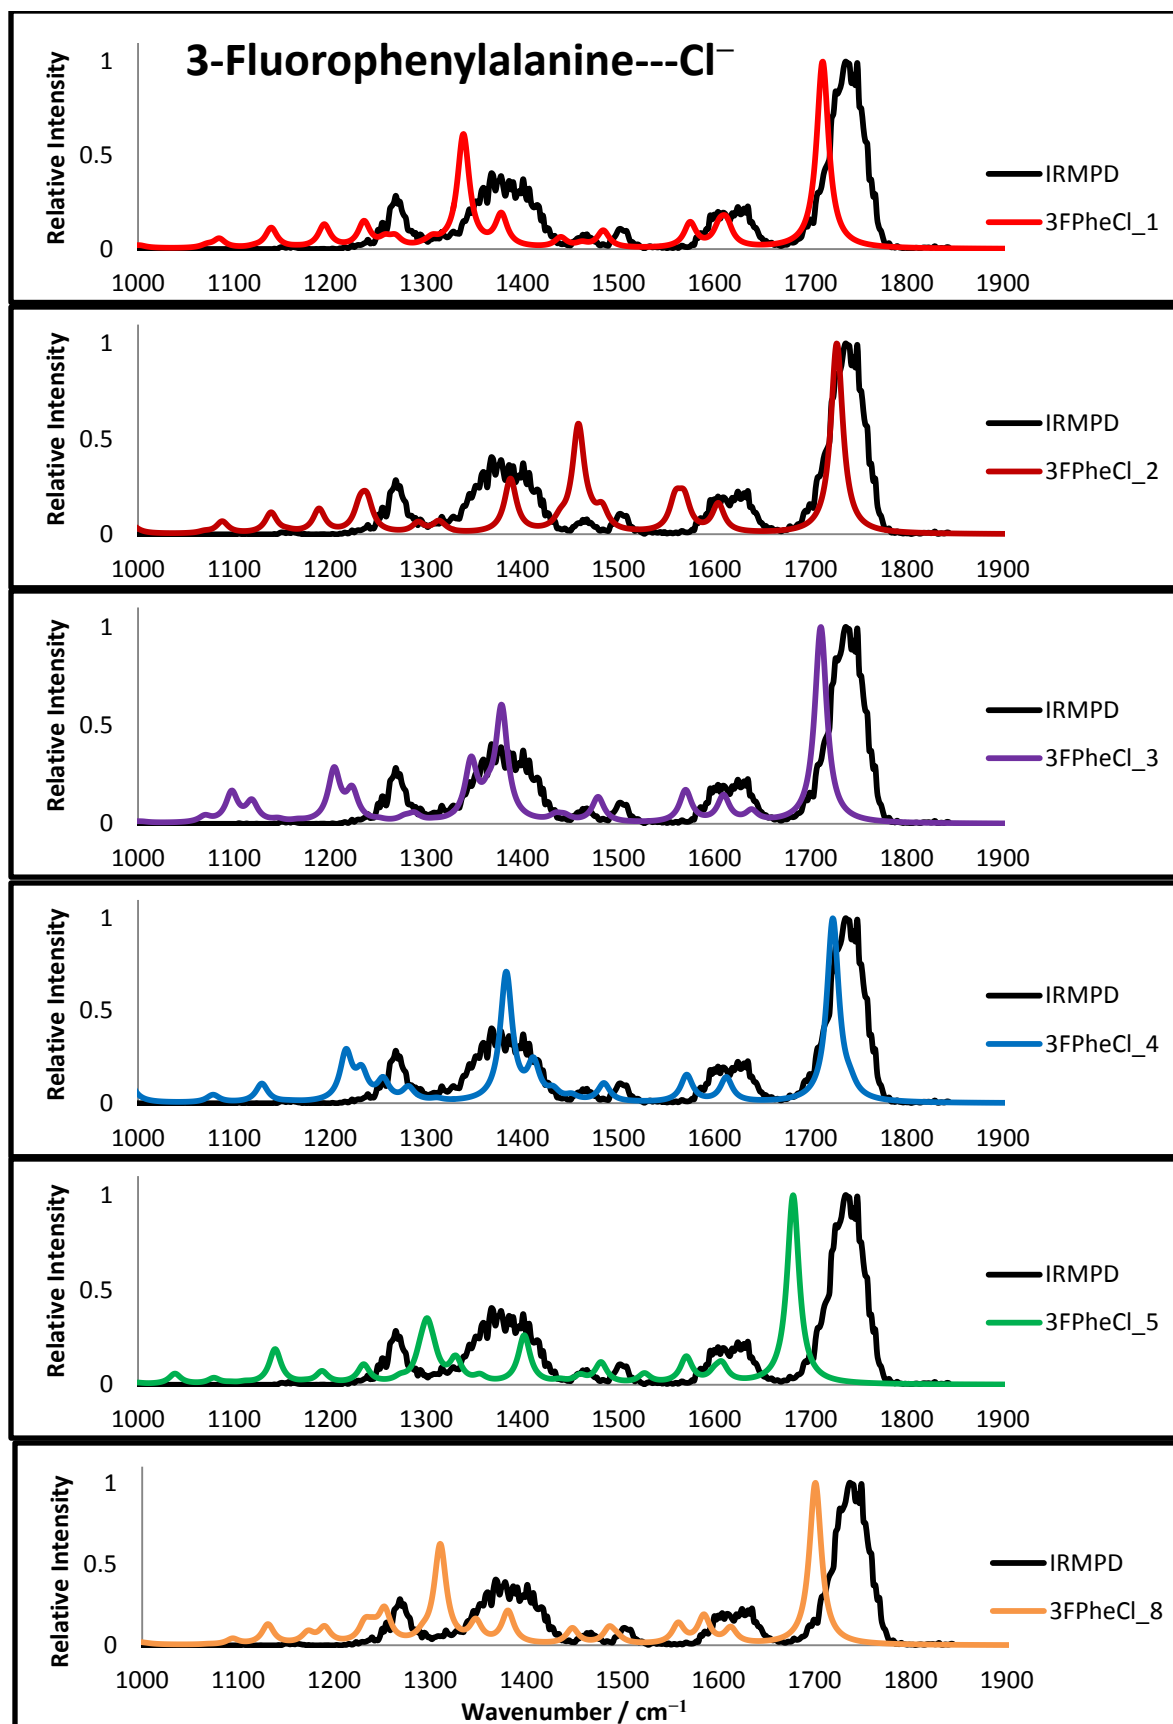 3-Fluorophenylalanine---Cl⁻
Relative Intensity
1
0.5
0
IRMPD
3FPheCl_1
1000 1100 1200 1300 1400 1500 1600 1700 1800 1900
Relative Intensity
1
0.5
0
IRMPD
3FPheCl_2
1000 1100 1200 1300 1400 1500 1600 1700 1800 1900
Relative Intensity
1
0.5
0
IRMPD
3FPheCl_3
1000 1100 1200 1300 1400 1500 1600 1700 1800 1900
Relative Intensity
1
0.5
0
IRMPD
3FPheCl_4
1000 1100 1200 1300 1400 1500 1600 1700 1800 1900
Relative Intensity
1
0.5
0
IRMPD
3FPheCl_5
1000 1100 1200 1300 1400 1500 1600 1700 1800 1900
Relative Intensity
1
0.5
0
IRMPD
3FPheCl_8
1000 1100 1200 1300 1400 1500 1600 1700 1800 1900
Wavenumber / cm⁻¹